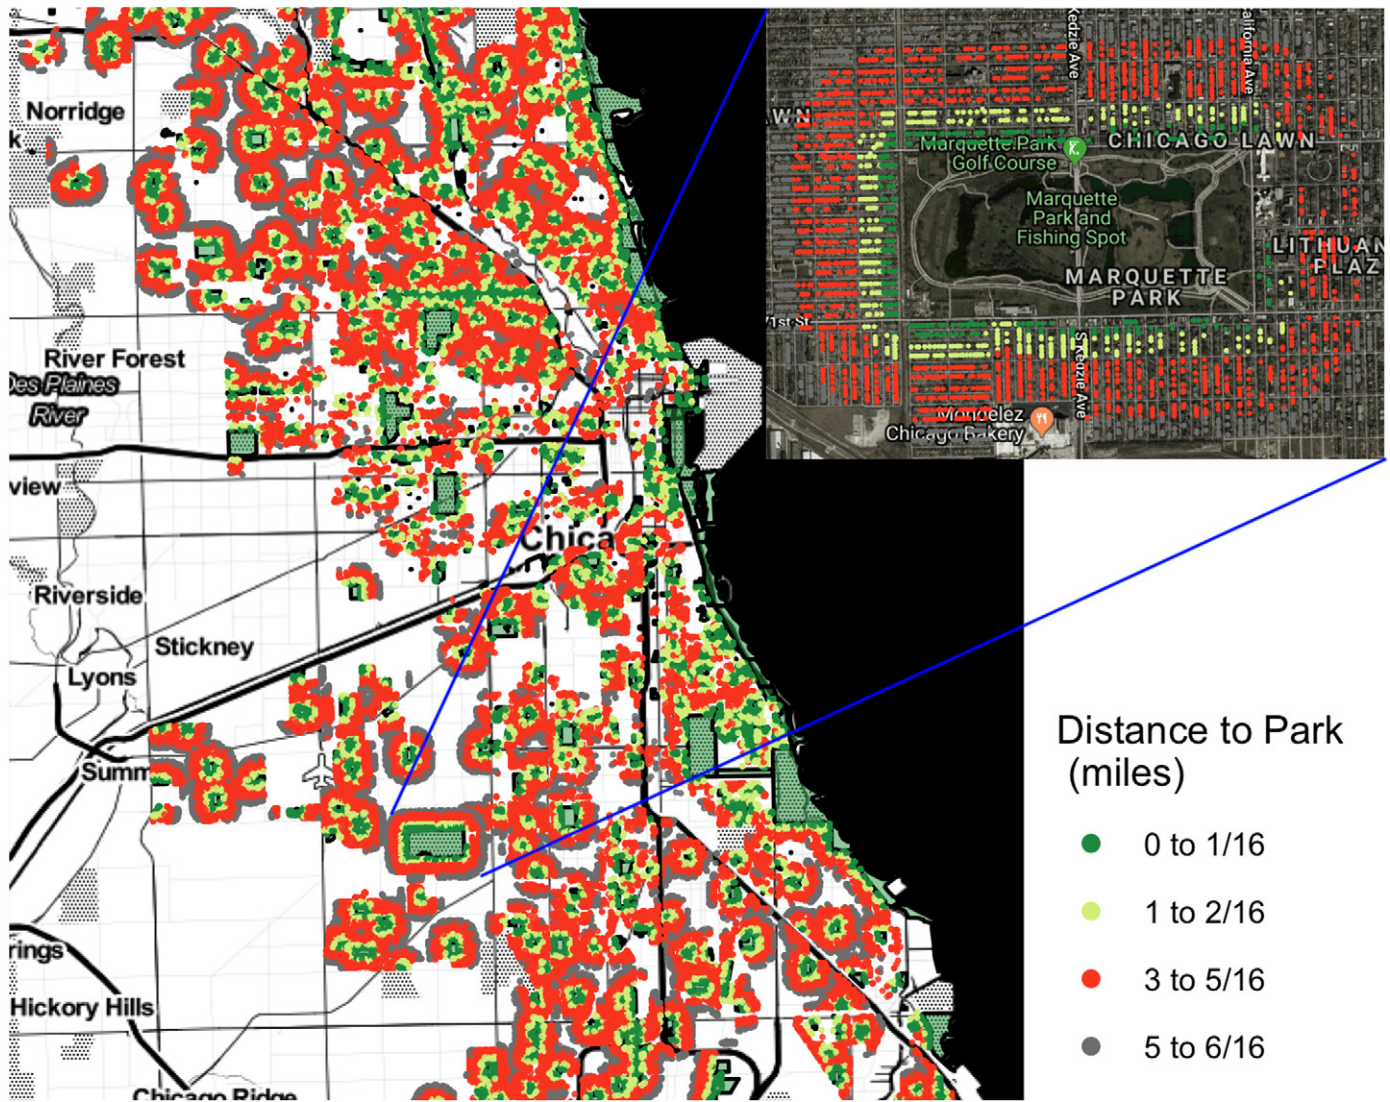 Norridge
k
River Forest
Des Plaines
River
view
Riverside
Stickney
Lyons
Summ
rings
Hickory Hills
Chicago Ridge
Chica
Kedzie Ave
California Ave
AWN
Marquette Park
Golf Course
CHICAGO LAWN
Marquette
Park and
Fishing Spot
LITHUAN
PLAZ
MARQUETTE
PARK
71st St
S Kedzie Ave
Mondelez
Chicago Bakery
Distance to Park
(miles)
0 to 1/16
1 to 2/16
3 to 5/16
5 to 6/16